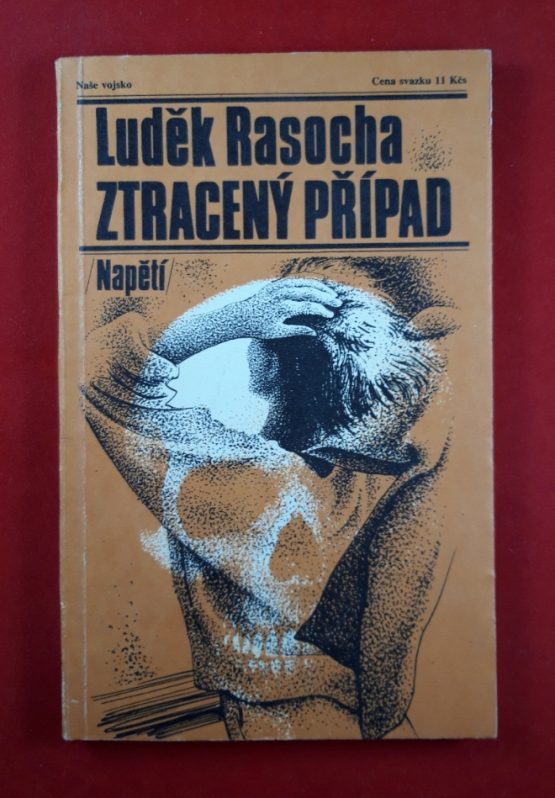 Naše vojsko
Cena svazku 11 Kčs
Luděk Rasocha
ZTRACENÝ PŘÍPAD
/Napětí/